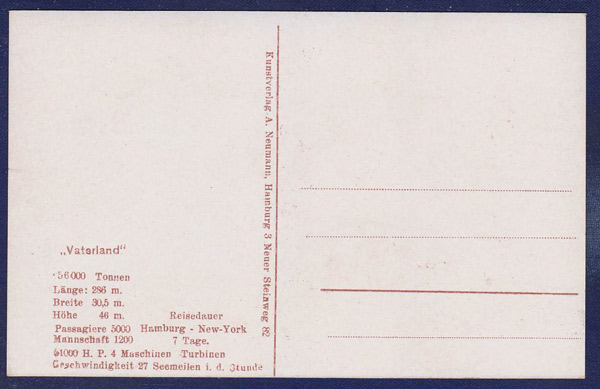 „Vaterland“
56000 Tonnen
Länge: 286 m.
Breite 30,5 m.
Höhe 46 m. Reisedauer
Passagiere 5000 Hamburg - New-York
Mannschaft 1200 7 Tage.
61000 H. P. 4 Maschinen Turbinen
Geschwindigkeit 27 Seemeilen i. d. Stunde
Kunstverlag A. Neumann, Hamburg 3 Neuer Steinweg 82